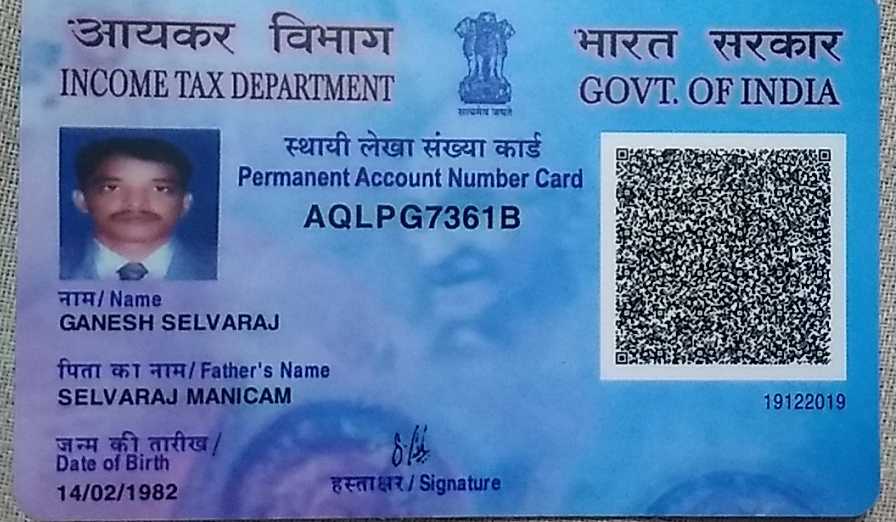 आयकर विभाग
INCOME TAX DEPARTMENT
भारत सरकार
GOVT. OF INDIA
सत्यमेव जयते
स्थायी लेखा संख्या कार्ड
Permanent Account Number Card
AQLPG7361B
नाम/ Name
GANESH SELVARAJ
पिता का नाम/ Father's Name
SELVARAJ MANICAM
19122019
जन्म की तारीख/
Date of Birth
14/02/1982
हस्ताक्षर/ Signature